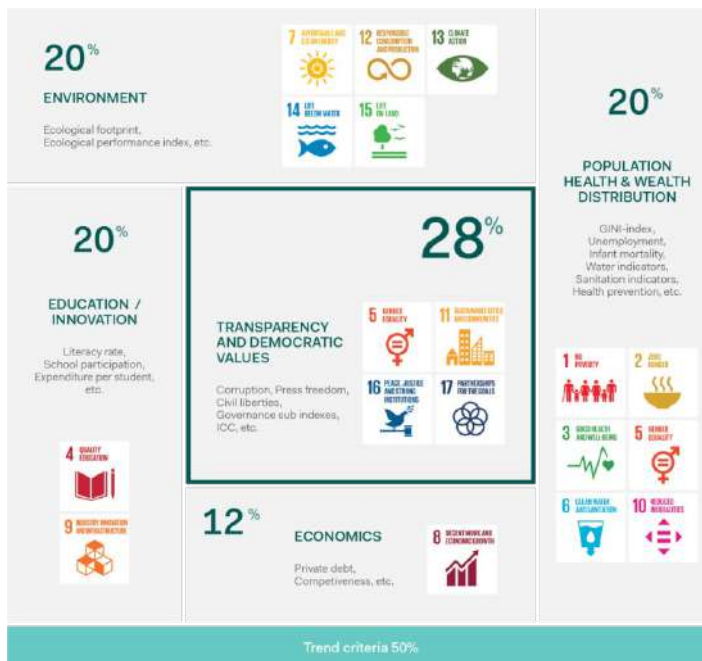 20%
ENVIRONMENT
Ecological footprint,
Ecological performance index, etc.
7 AFFORDABLE AND
CLEAN ENERGY
12 RESPONSIBLE
CONSUMPTION
AND PRODUCTION
13 CLIMATE
ACTION
14 LIFE
BELOW WATER
15 LIFE
ON LAND
20%
POPULATION
HEALTH & WEALTH
DISTRIBUTION
GINI-index,
Unemployment,
Infant mortality,
Water indicators,
Sanitation indicators,
Health prevention, etc.
1 NO
POVERTY
2 ZERO
HUNGER
3 GOOD HEALTH
AND WELL-BEING
5 GENDER
EQUALITY
6 CLEAN WATER
AND SANITATION
10 REDUCED
INEQUALITIES
20%
EDUCATION /
INNOVATION
Literacy rate,
School participation,
Expenditure per student,
etc.
4 QUALITY
EDUCATION
9 INDUSTRY, INNOVATION
AND INFRASTRUCTURE
28%
TRANSPARENCY
AND DEMOCRATIC
VALUES
Corruption, Press freedom,
Civil liberties,
Governance sub indexes,
ICC, etc.
5 GENDER
EQUALITY
11 SUSTAINABLE CITIES
AND COMMUNITIES
16 PEACE, JUSTICE
AND STRONG
INSTITUTIONS
17 PARTNERSHIPS
FOR THE GOALS
12%
ECONOMICS
Private debt,
Competiveness, etc.
8 DECENT WORK AND
ECONOMIC GROWTH
Trend criteria 50%